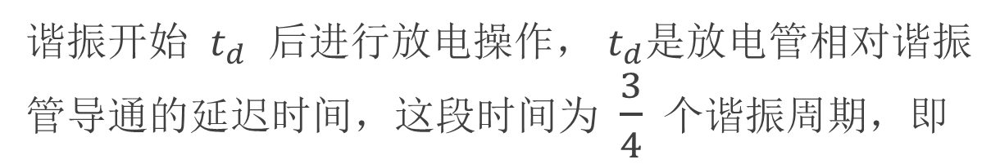 谐振开始 t_d 后进行放电操作，t_d是放电管相对谐振
管导通的延迟时间，这段时间为 3/4 个谐振周期，即